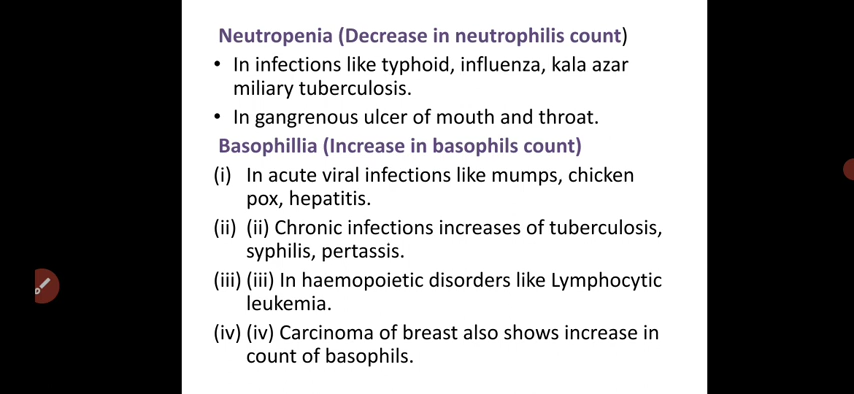 Neutropenia (Decrease in neutrophilis count)
• In infections like typhoid, influenza, kala azar
miliary tuberculosis.
• In gangrenous ulcer of mouth and throat.
Basophillia (Increase in basophils count)
(i) In acute viral infections like mumps, chicken
pox, hepatitis.
(ii) (ii) Chronic infections increases of tuberculosis,
syphilis, pertassis.
(iii) (iii) In haemopoietic disorders like Lymphocytic
leukemia.
(iv) (iv) Carcinoma of breast also shows increase in
count of basophils.